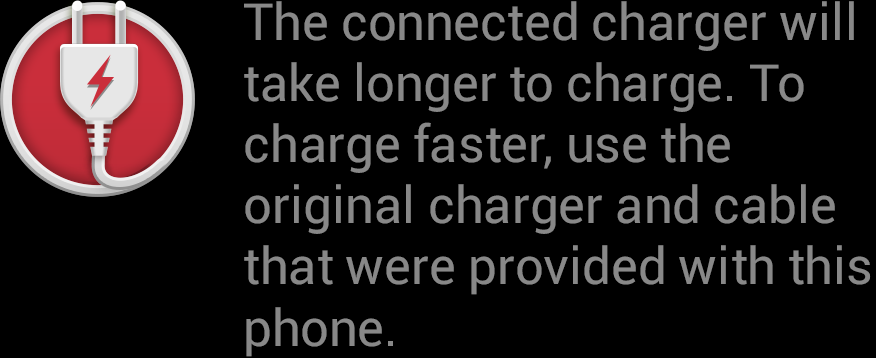 The connected charger will
take longer to charge. To
charge faster, use the
original charger and cable
that were provided with this
phone.